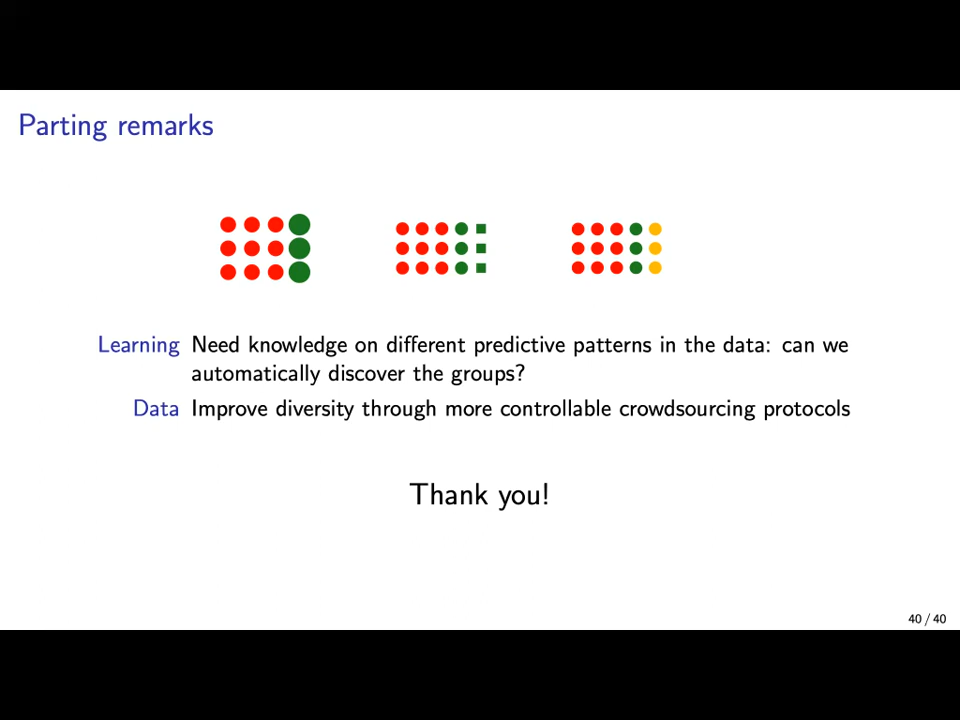 Parting remarks
Learning Need knowledge on different predictive patterns in the data: can we
automatically discover the groups?
Data Improve diversity through more controllable crowdsourcing protocols
Thank you!
40 / 40